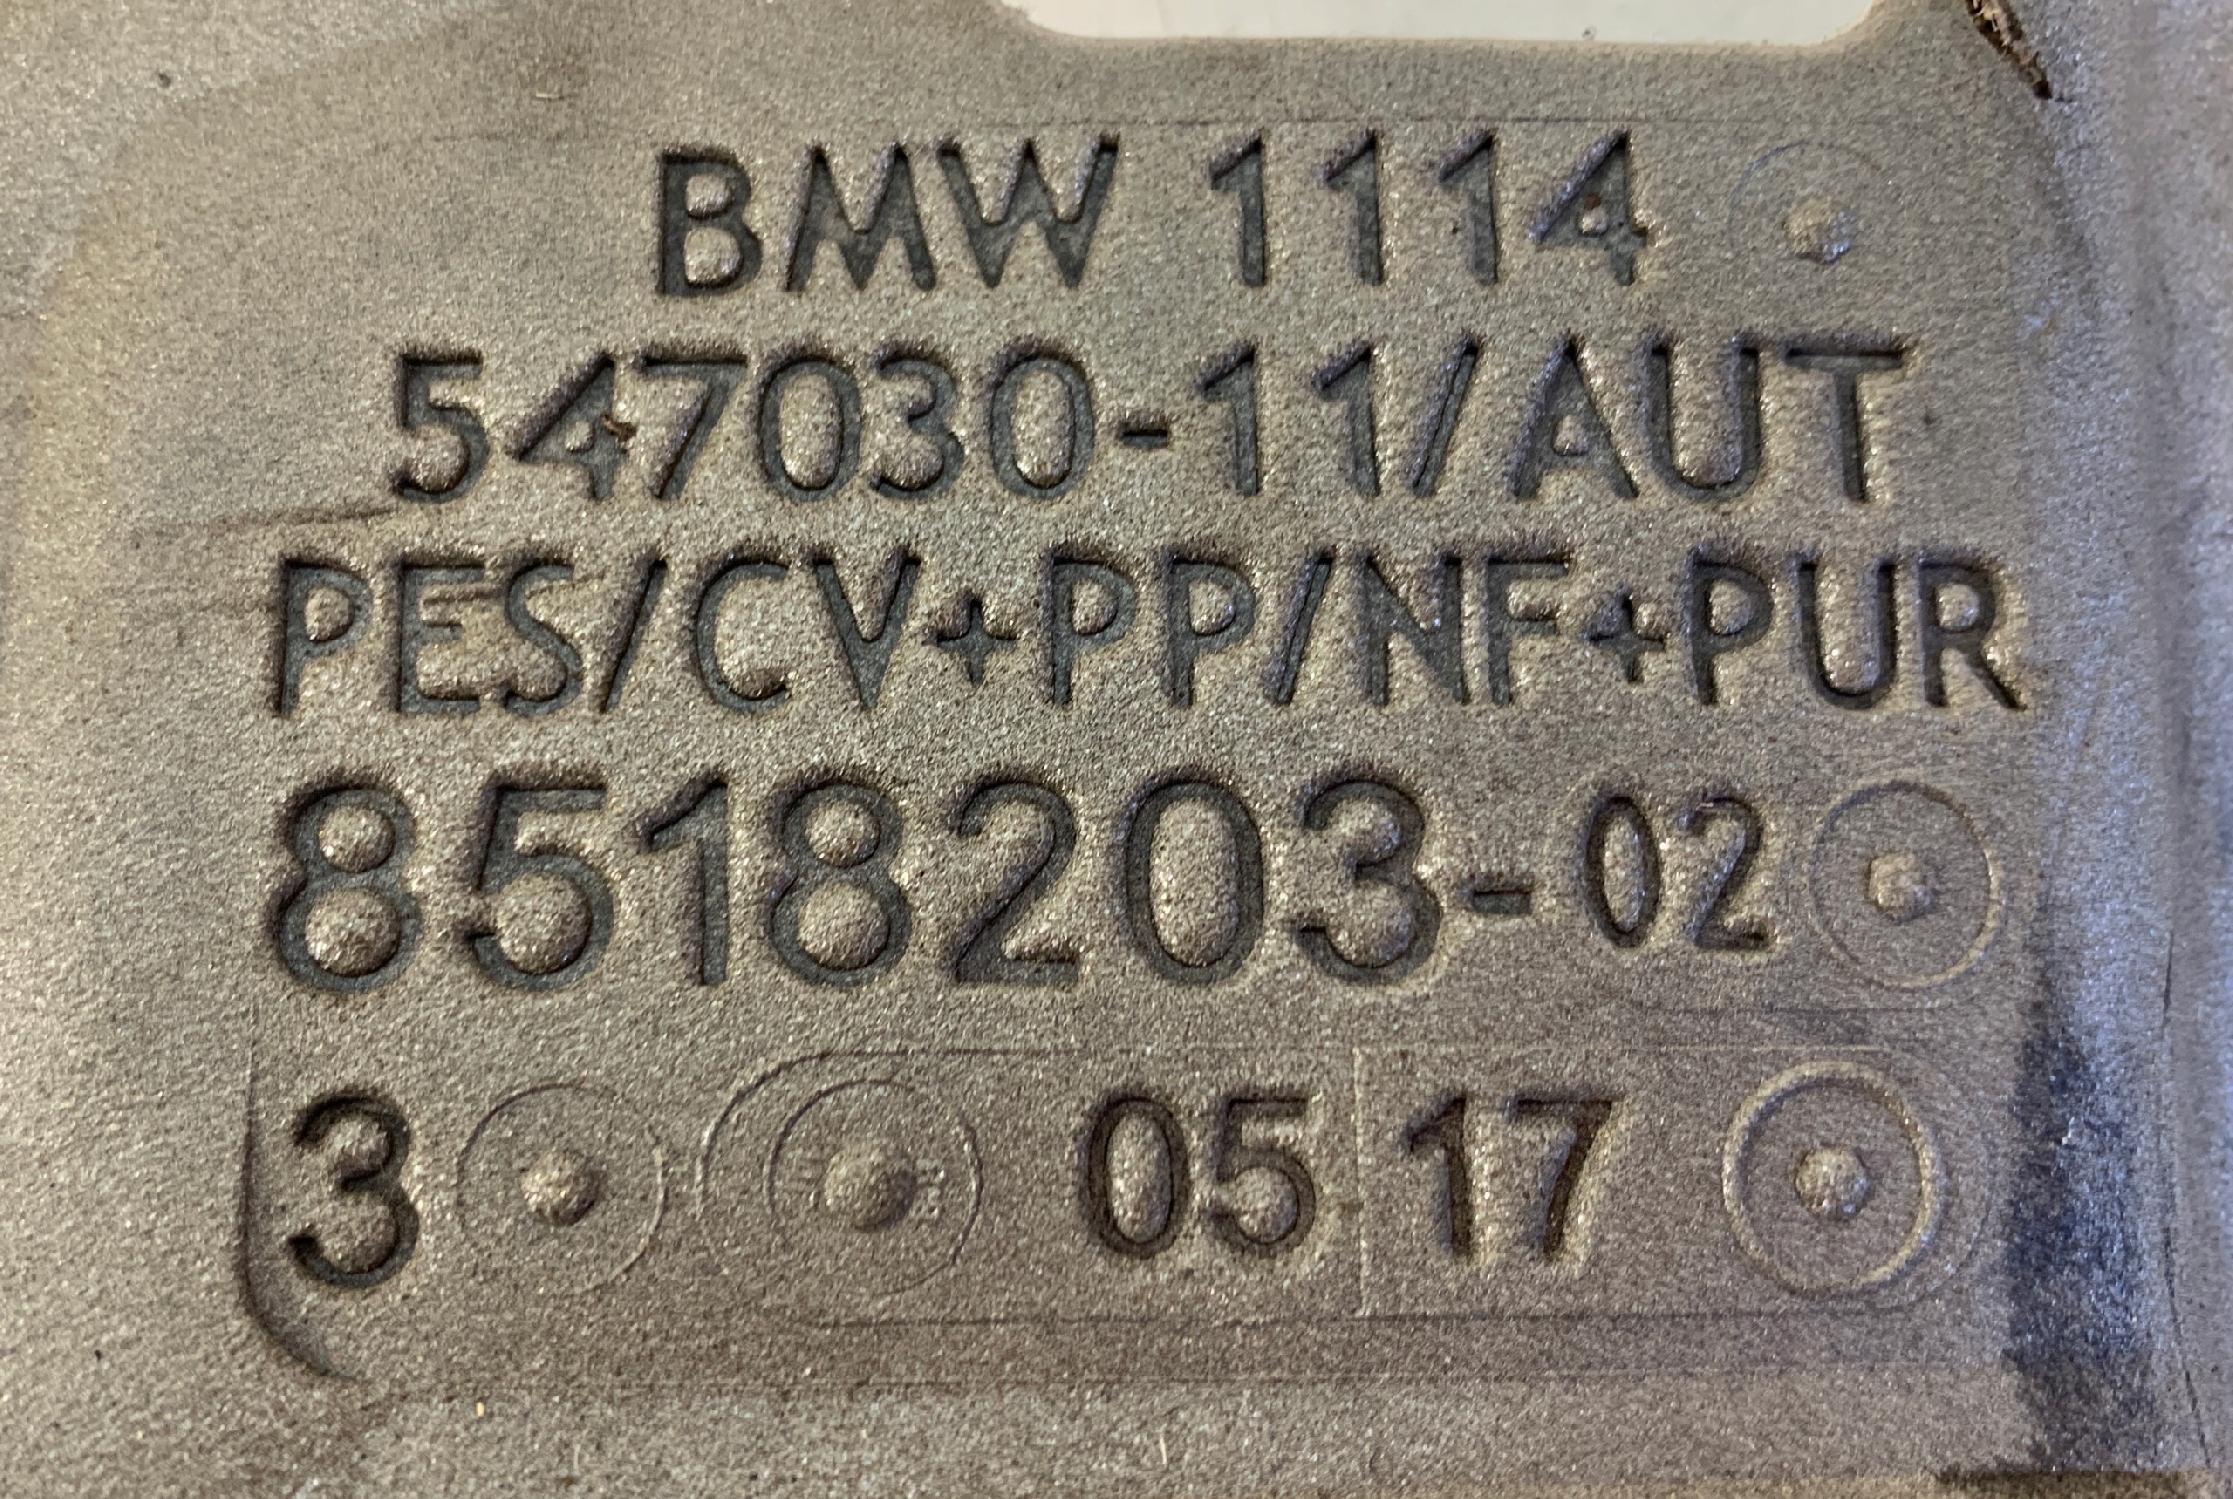 BMW 1114
547030-11/AUT
PES/CV+PP/NF+PUR
8518203-02
3 05 17